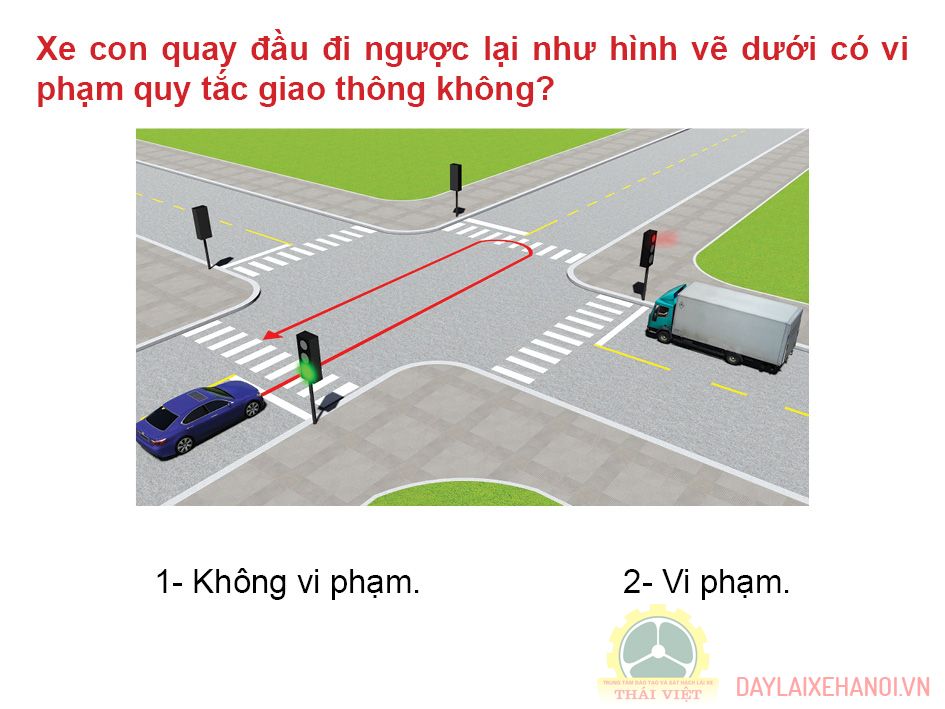 Xe con quay đầu đi ngược lại như hình vẽ dưới có vi
phạm quy tắc giao thông không?
1- Không vi phạm.
2- Vi phạm.
TRUNG TÂM ĐÀO TẠO VÀ SÁT HẠCH LÁI XE
THÁI VIỆT
DAYLAIXEHANOI.VN